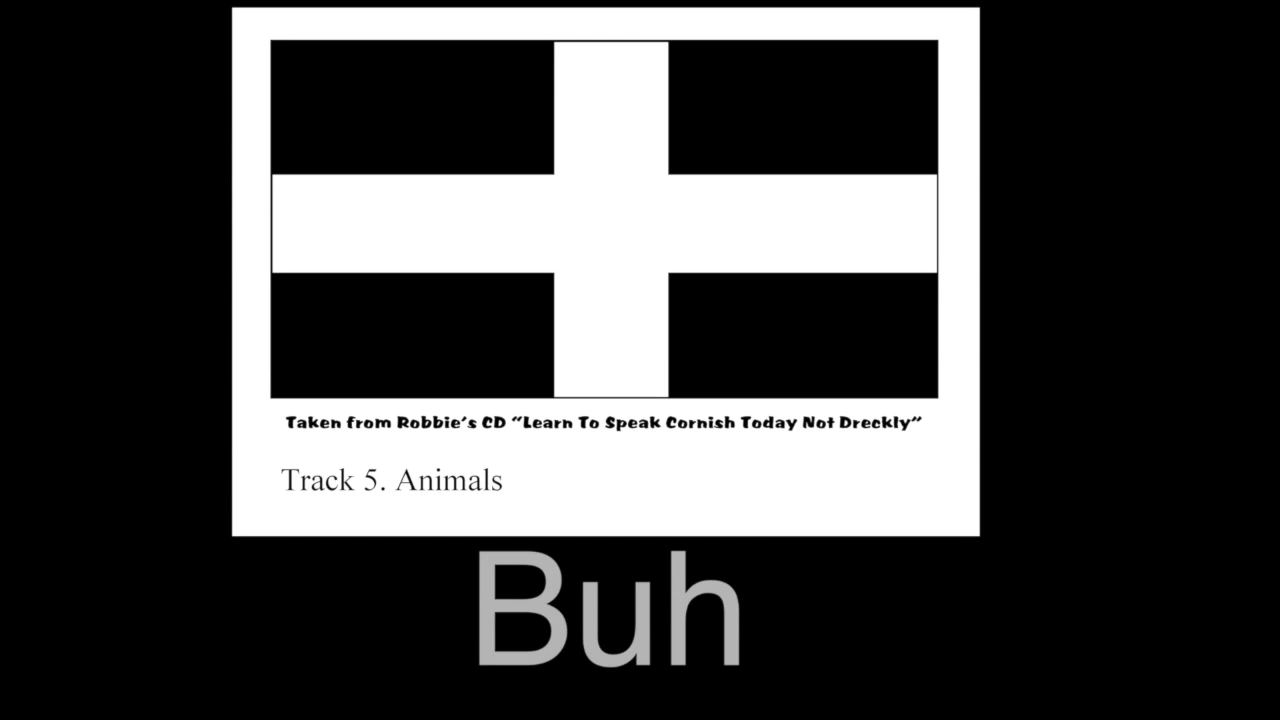 Taken from Robbie's CD "Learn To Speak Cornish Today Not Dreckly"
Track 5. Animals
Buh